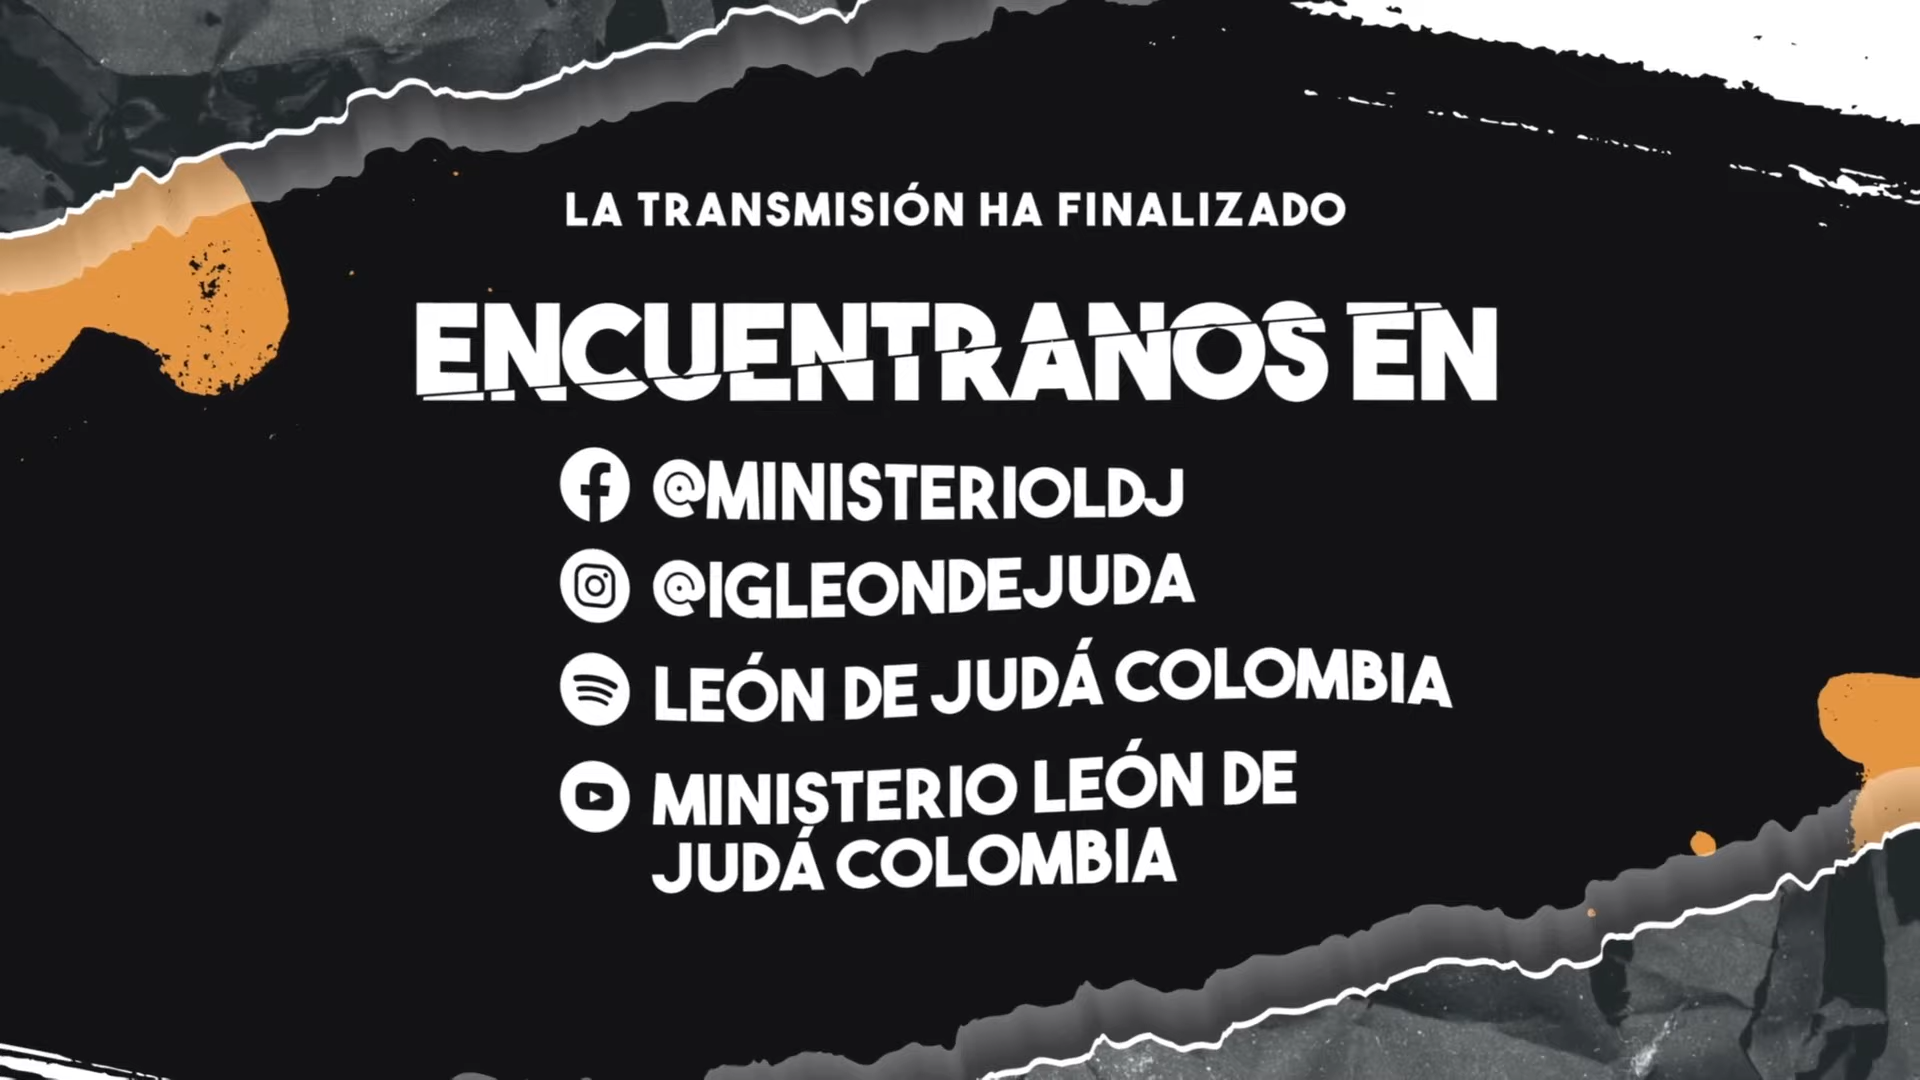 LA TRANSMISIÓN HA FINALIZADO
ENCUENTRANOS EN
@MINISTERIOLDJ
@IGLEONDEJUDA
LEÓN DE JUDÁ COLOMBIA
MINISTERIO LEÓN DE
JUDÁ COLOMBIA